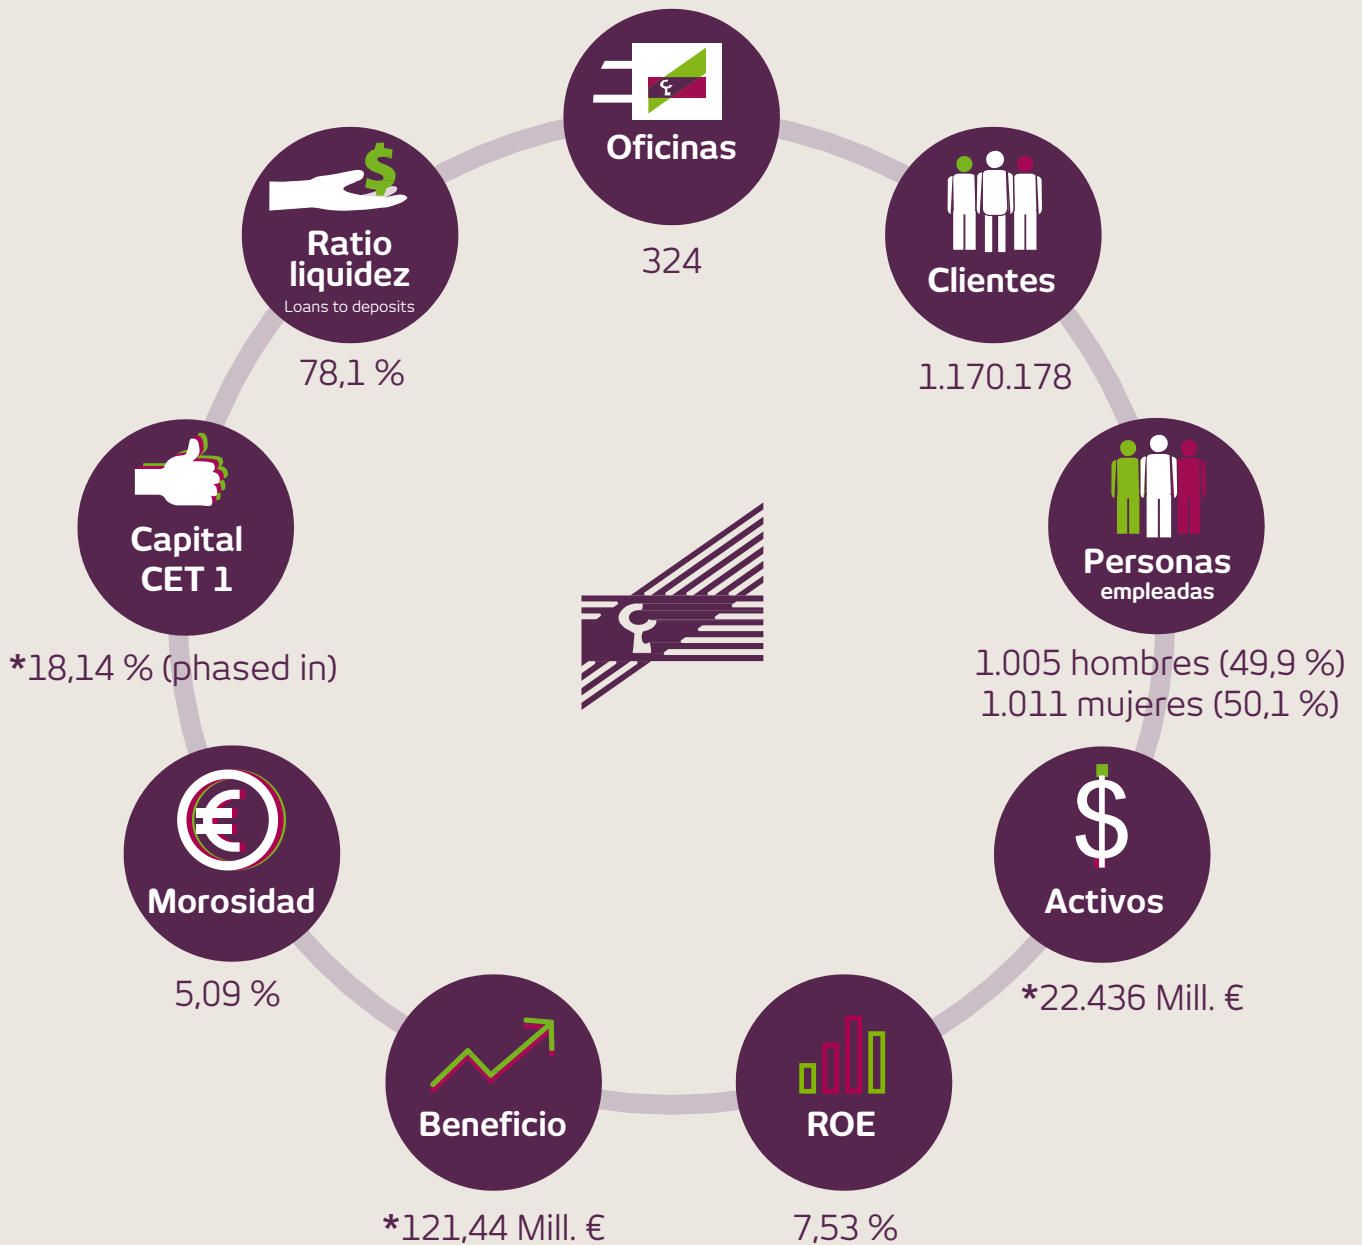 Oficinas
324
Clientes
1.170.178
Personas
empleadas
1.005 hombres (49,9 %)
1.011 mujeres (50,1 %)
$
Activos
*22.436 Mill. €
ROE
7,53 %
Beneficio
*121,44 Mill. €
€
Morosidad
5,09 %
Capital
CET 1
*18,14 % (phased in)
$
Ratio
liquidez
Loans to deposits
78,1 %